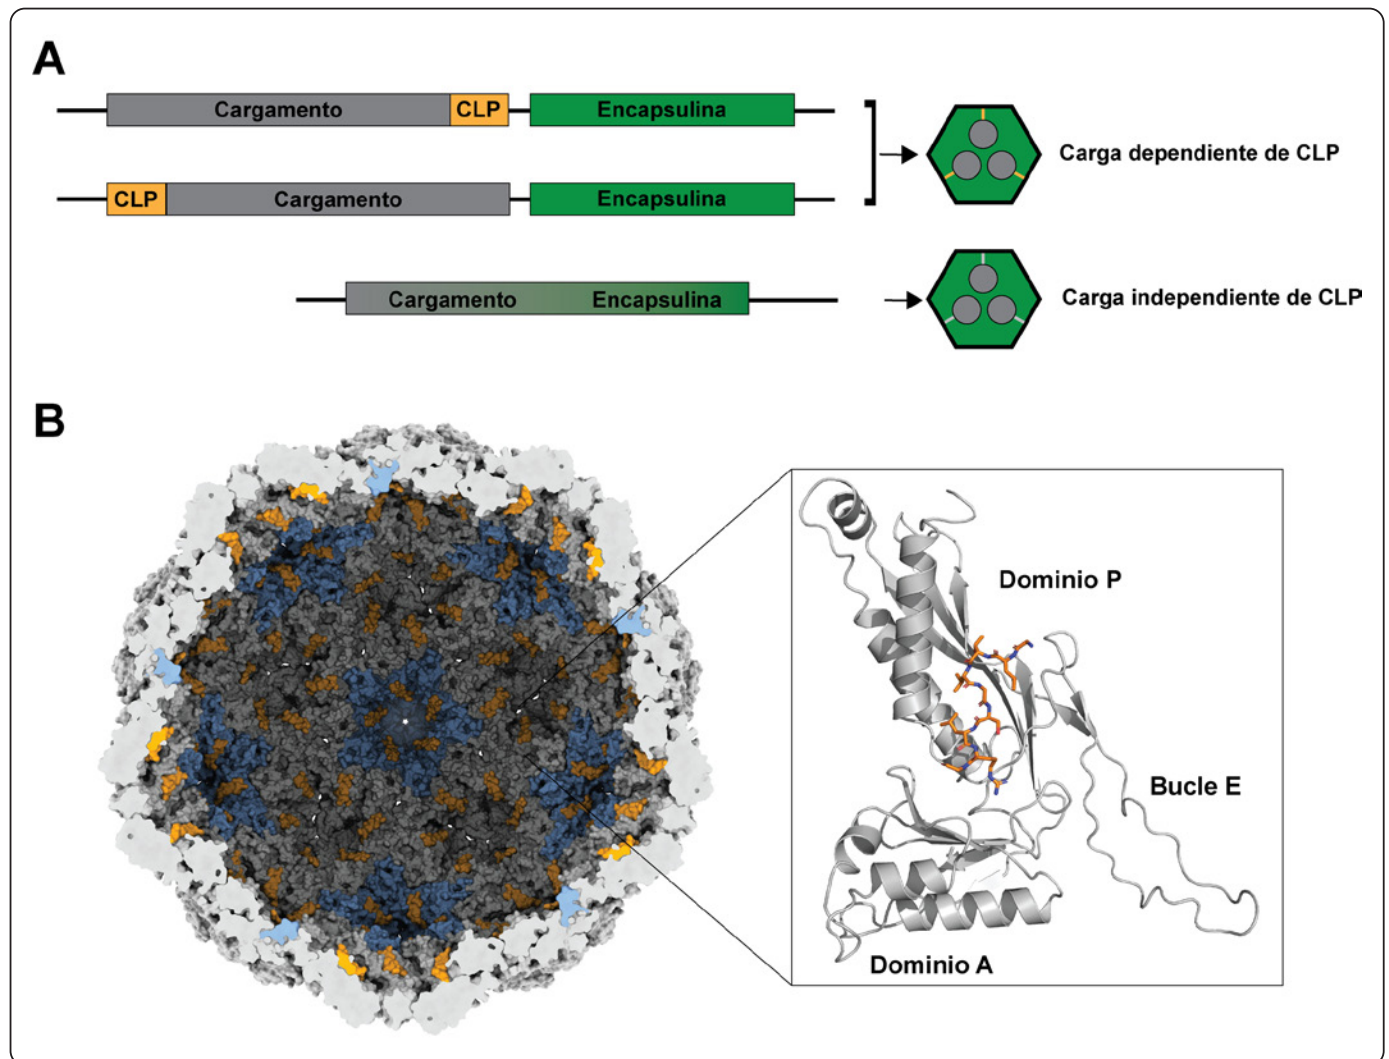 A
Cargamento CLP Encapsulina
Carga dependiente de CLP
CLP Cargamento Encapsulina
Cargamento Encapsulina
Carga independiente de CLP
B
Dominio P
Bucle E
Dominio A